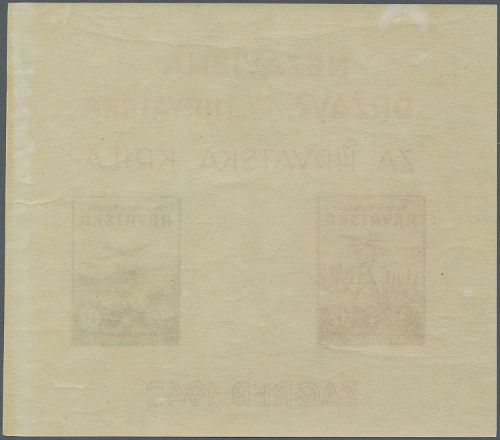 NEZAVISNA
DRŽAVA HRVATSKA
ZA HRVATSKA KRILA
HRVATSKA HRVATSKA
ZAGREB 1942